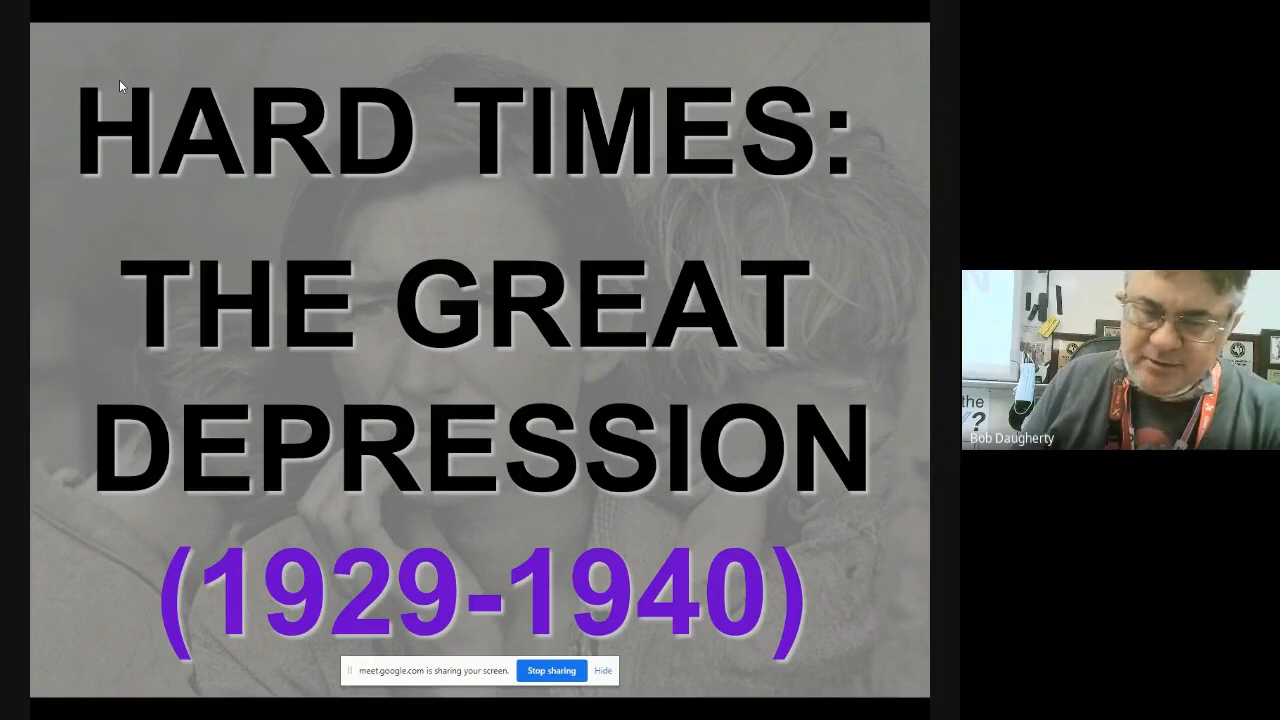 HARD TIMES:
THE GREAT
DEPRESSION
(1929-1940)
meet.google.com is sharing your screen.
Stop sharing
Hide
the
?
Bob Daugherty